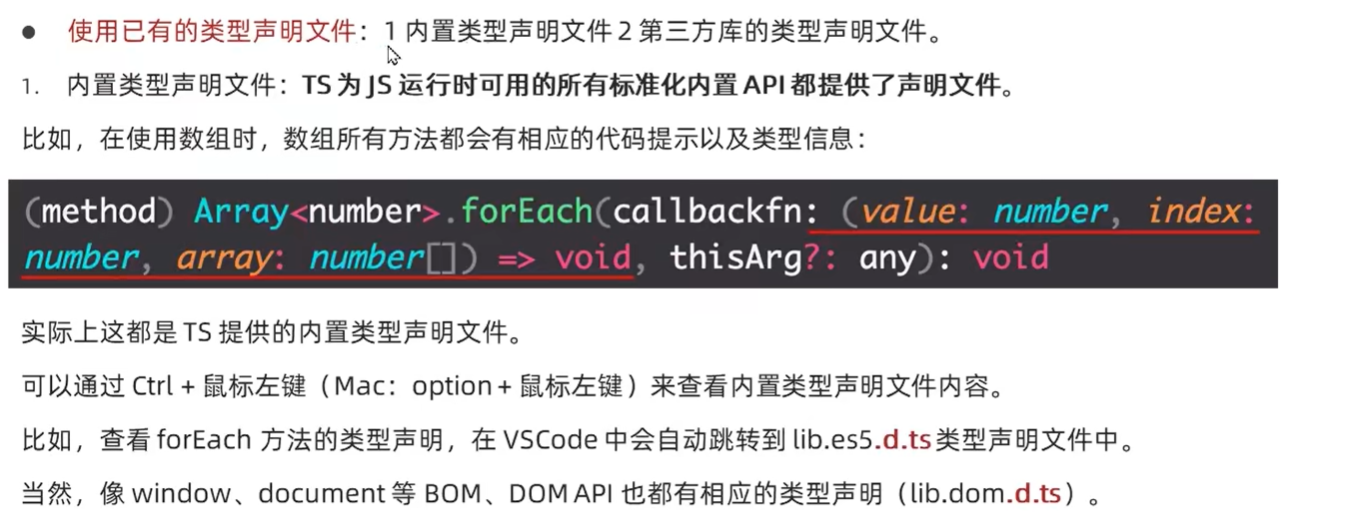 ● 使用已有的类型声明文件：1 内置类型声明文件 2 第三方库的类型声明文件。
1. 内置类型声明文件：TS 为 JS 运行时可用的所有标准化内置 API 都提供了声明文件。
比如，在使用数组时，数组所有方法都会有相应的代码提示以及类型信息：
(method) Array<number>.forEach(callbackfn: (value: number, index:
number, array: number[]) => void, thisArg?: any): void
实际上这都是 TS 提供的内置类型声明文件。
可以通过 Ctrl + 鼠标左键（Mac：option + 鼠标左键）来查看内置类型声明文件内容。
比如，查看 forEach 方法的类型声明，在 VSCode 中会自动跳转到 lib.es5.d.ts 类型声明文件中。
当然，像 window、document 等 BOM、DOM API 也都有相应的类型声明（lib.dom.d.ts）。